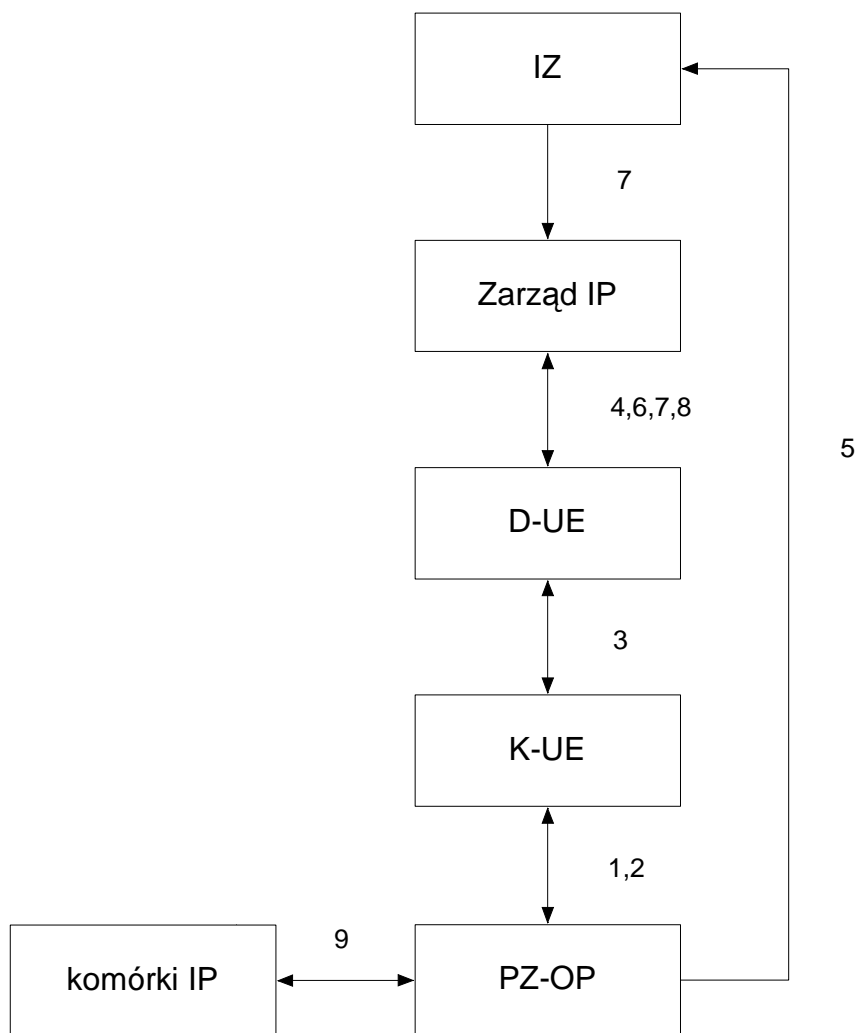 IZ
7
Zarząd IP
4,6,7,8
5
D-UE
3
K-UE
1,2
9
komórki IP
PZ-OP